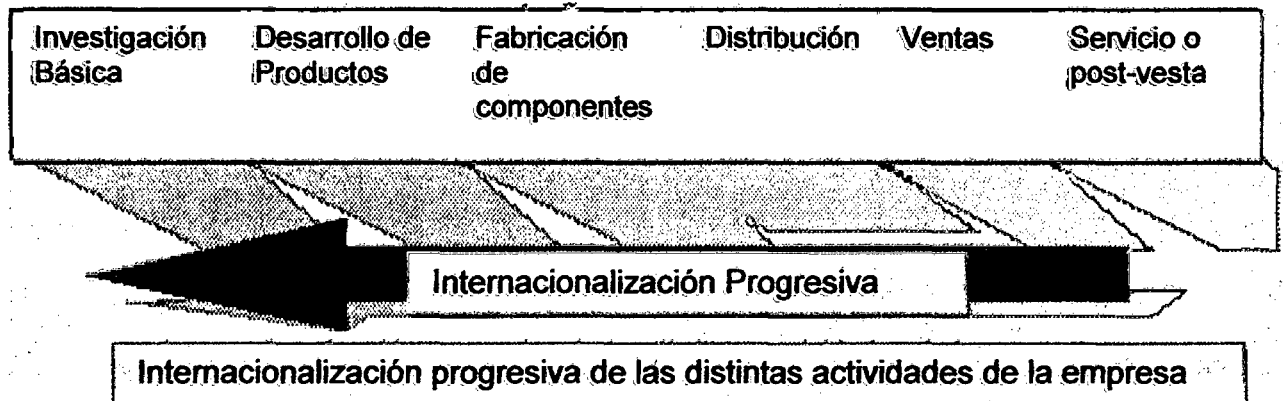 Investigación Básica
Desarrollo de Productos
Fabricación de componentes
Distribución
Ventas
Servicio o post-vesta
Internacionalización Progresiva
Internacionalización progresiva de las distintas actividades de la empresa